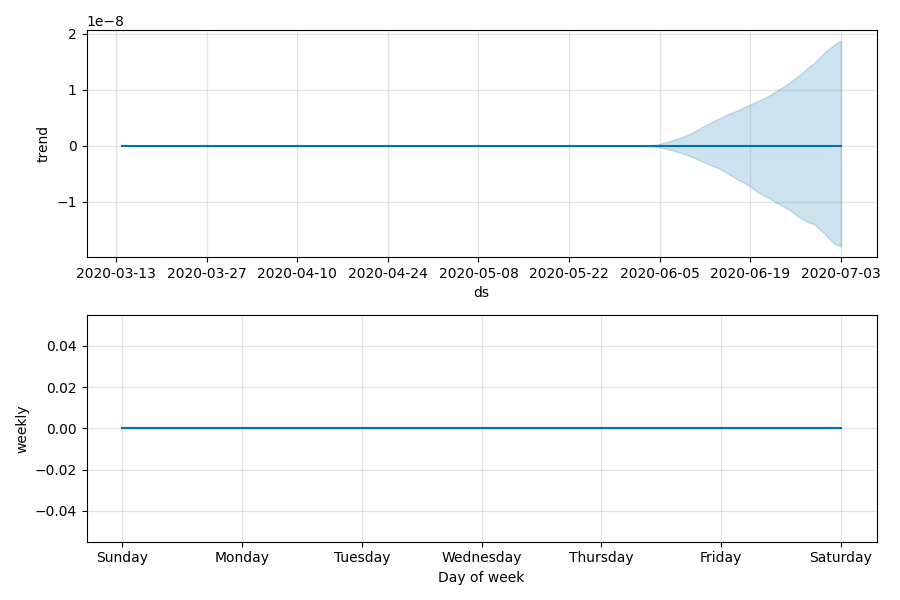 1e−8
2
1
0
−1
trend
2020-03-13 2020-03-27 2020-04-10 2020-04-24 2020-05-08 2020-05-22 2020-06-05 2020-06-19 2020-07-03
ds
0.04
0.02
0.00
−0.02
−0.04
weekly
Sunday Monday Tuesday Wednesday Thursday Friday Saturday
Day of week